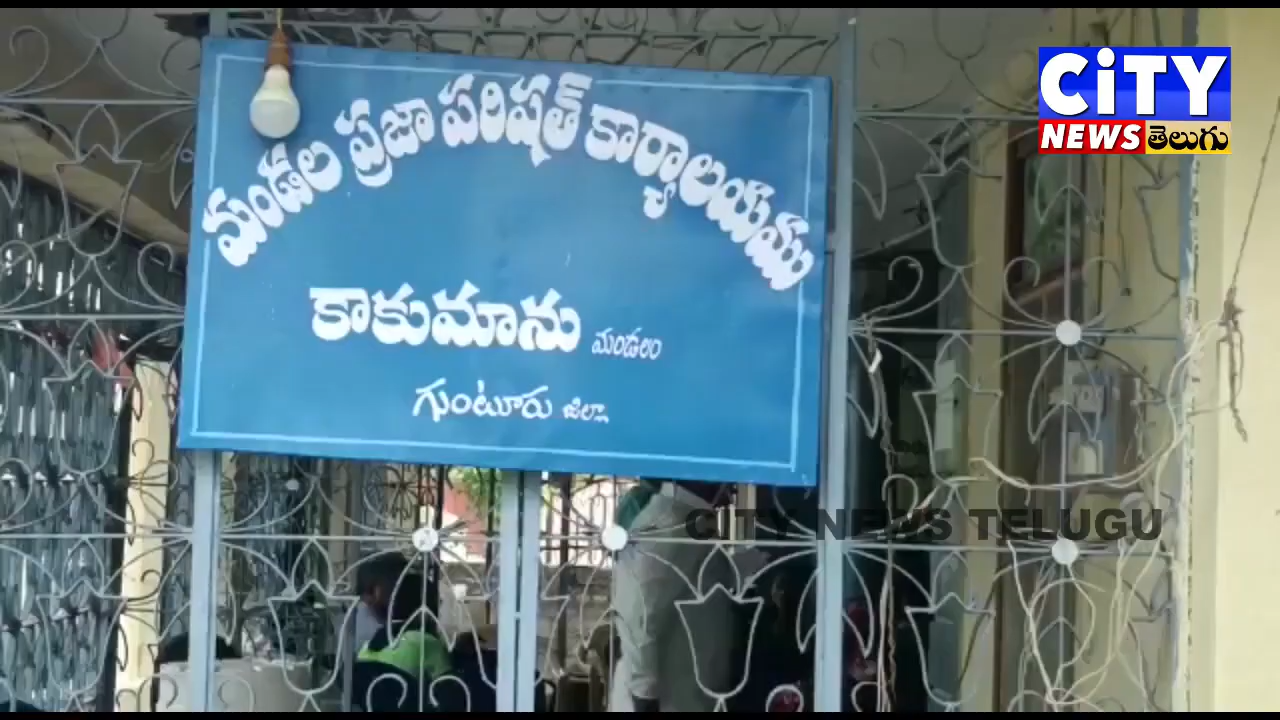 మండల ప్రజా పరిషత్ కార్యాలయము
కాకుమాను మండలం
గుంటూరు జిల్లా
CiTY
NEWS తెలుగు
CITY NEWS TELUGU